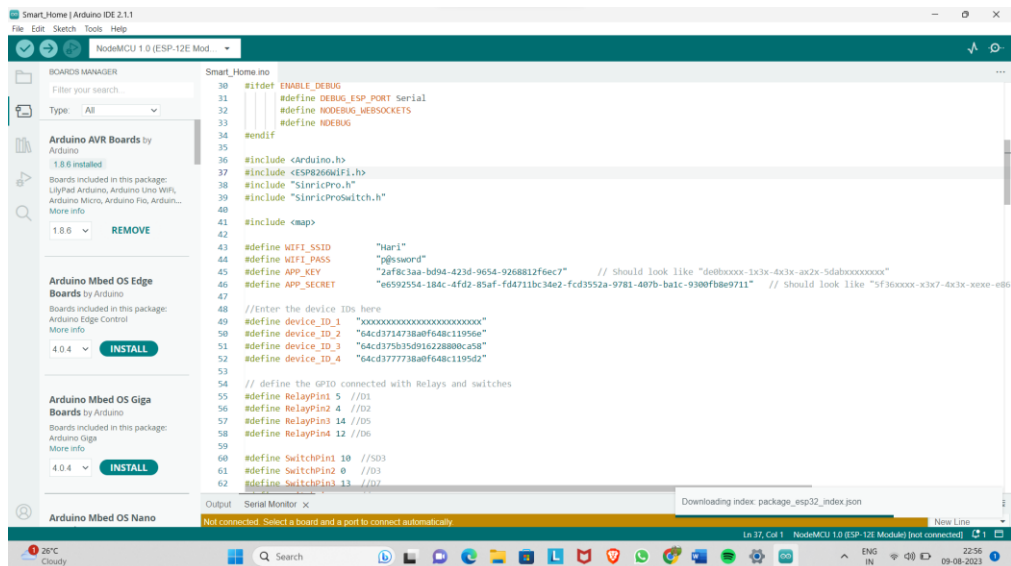 Smart_Home | Arduino IDE 2.1.1
File Edit Sketch Tools Help
NodeMCU 1.0 (ESP-12E Mod...
BOARDS MANAGER
Filter your search...
Type: All
Arduino AVR Boards by
Arduino
1.8.6 installed
Boards included in this package:
LilyPad Arduino, Arduino Uno WiFi,
Arduino Micro, Arduino Fio, Arduin...
More info
1.8.6 REMOVE
Arduino Mbed OS Edge
Boards by Arduino
Boards included in this package:
Arduino Edge Control
More info
4.0.4 INSTALL
Arduino Mbed OS Giga
Boards by Arduino
Boards included in this package:
Arduino Giga
More info
4.0.4 INSTALL
Arduino Mbed OS Nano
Smart_Home.ino
30 #ifdef ENABLE_DEBUG
31 #define DEBUG_ESP_PORT Serial
32 #define NODEBUG_WEBSOCKETS
33 #define NDEBUG
34 #endif
35
36 #include <Arduino.h>
37 #include <ESP8266WiFi.h>
38 #include "SinricPro.h"
39 #include "SinricProSwitch.h"
40
41 #include <map>
42
43 #define WIFI_SSID "Hari"
44 #define WIFI_PASS "p@ssword"
45 #define APP_KEY "2af8c3aa-bd94-423d-9654-9268812f6ec7" // Should look like "de0bxxxx-1x3x-4x3x-ax2x-5dabxxxxxxxx"
46 #define APP_SECRET "e6592554-184c-4fd2-85af-fd4711bc34e2-fcd3552a-9781-407b-ba1c-9300fb8e9711" // Should look like "5f36xxxx-x3x7-4x3x-xexe-e86
47
48 //Enter the device IDs here
49 #define device_ID_1 "xxxxxxxxxxxxxxxxxxxxxxxx"
50 #define device_ID_2 "64cd3714738a0f648c11956e"
51 #define device_ID_3 "64cd375b35d916228800ca58"
52 #define device_ID_4 "64cd3777738a0f648c1195d2"
53
54 // define the GPIO connected with Relays and switches
55 #define RelayPin1 5 //D1
56 #define RelayPin2 4 //D2
57 #define RelayPin3 14 //D5
58 #define RelayPin4 12 //D6
59
60 #define SwitchPin1 10 //SD3
61 #define SwitchPin2 0 //D3
62 #define SwitchPin3 13 //D7
Output Serial Monitor
Downloading index: package_esp32_index.json
Not connected. Select a board and a port to connect automatically.
New Line
Ln 37, Col 1 NodeMCU 1.0 (ESP-12E Module) [not connected] 1
1
26°C
Cloudy
Search
ENG
IN
22:56
09-08-2023
1